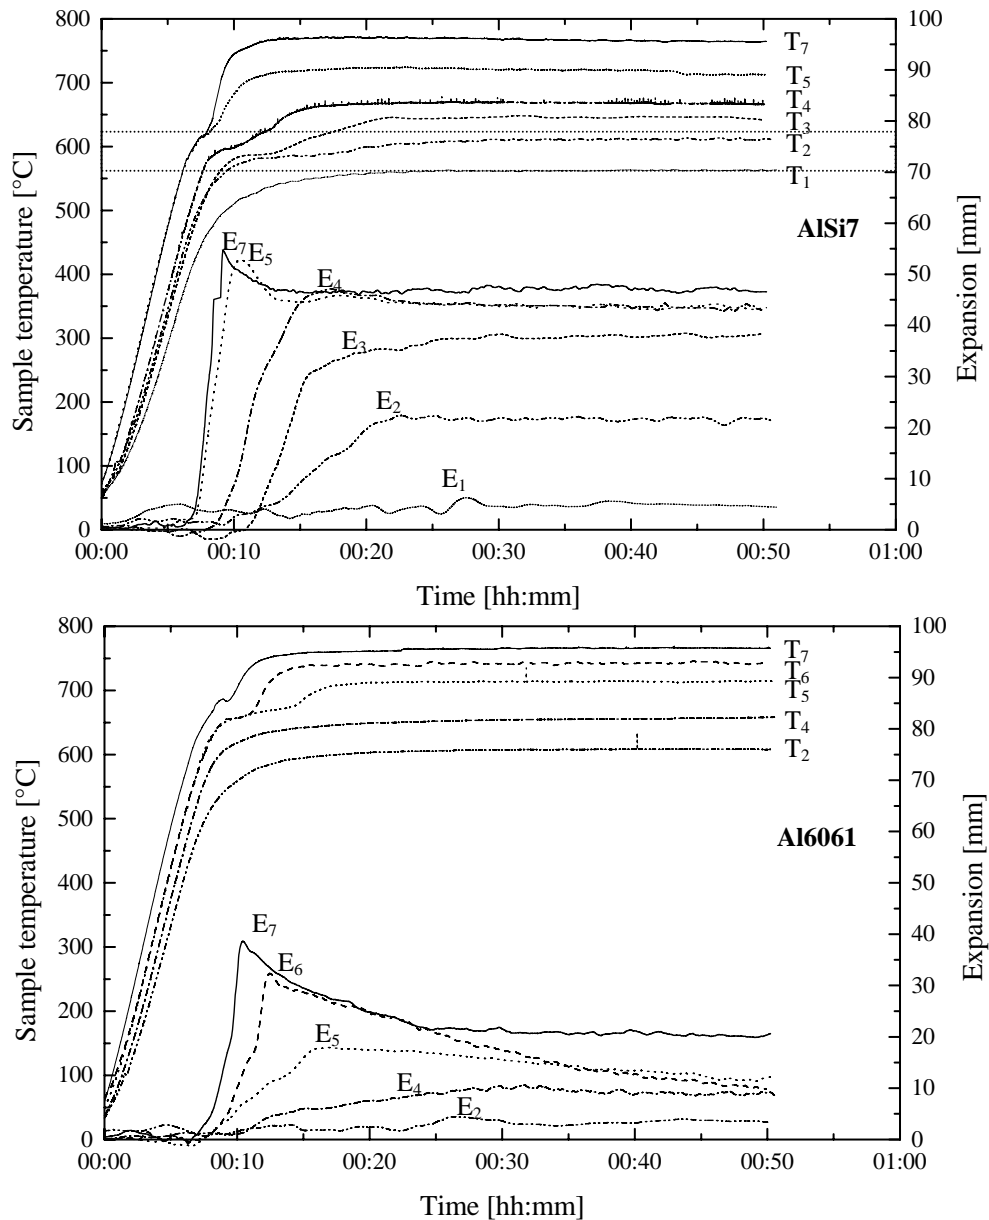 800 100
T₇
T₅
700 90
T₄
T₃
600 80
T₂
T₁
500 70
AlSi7
400 60
E₇ E₅
E₄
300 50
E₃
200 40
E₂
100 30
E₁
0 20
10
0
Sample temperature [°C]
Expansion [mm]
00:00 00:10 00:20 00:30 00:40 00:50 01:00
Time [hh:mm]
800 100
T₇
T₆
700 90
T₅
T₄
600 80
T₂
500 70
Al6061
400 60
300 50
E₇
E₆
200 40
E₅
100 30
E₄
E₂
0 20
10
0
Sample temperature [°C]
Expansion [mm]
00:00 00:10 00:20 00:30 00:40 00:50 01:00
Time [hh:mm]